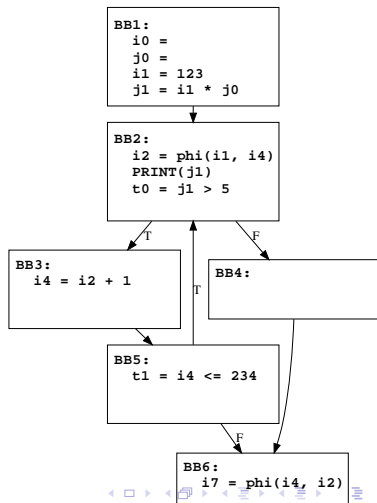 BB1:
i0 =
j0 =
i1 = 123
j1 = i1 * j0
BB2:
i2 = phi(i1, i4)
PRINT(j1)
t0 = j1 > 5
T
F
BB3:
i4 = i2 + 1
T
BB4:
BB5:
t1 = i4 <= 234
F
BB6:
i7 = phi(i4, i2)